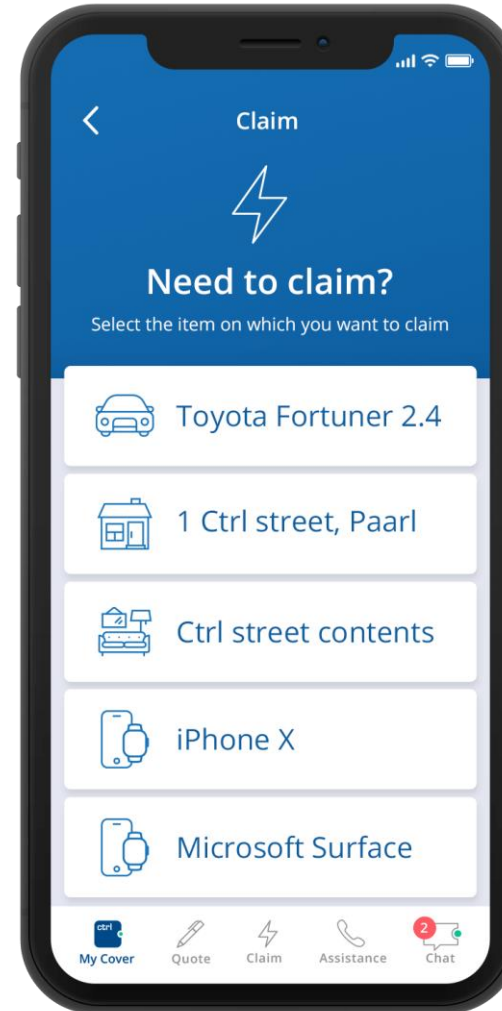 Claim
Need to claim?
Select the item on which you want to claim
Toyota Fortuner 2.4
1 Ctrl street, Paarl
Ctrl street contents
iPhone X
Microsoft Surface
ctrl
2
My Cover Quote Claim Assistance Chat